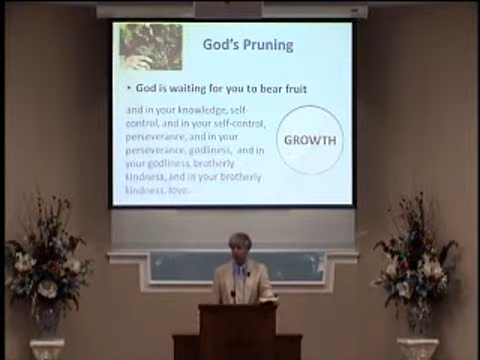 God's Pruning
• God is waiting for you to bear fruit
and in your knowledge, self-
control, and in your self-control,
perseverance, and in your
perseverance, godliness, and in
your godliness, brotherly
kindness, and in your brotherly
kindness, love.
GROWTH